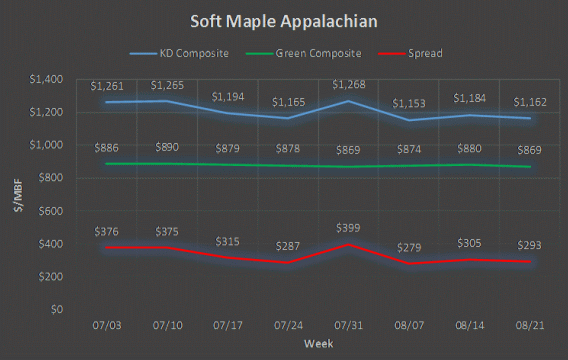 Soft Maple Appalachian
KD Composite Green Composite Spread
$1,400
$1,261 $1,265 $1,194 $1,165 $1,268 $1,153 $1,184 $1,162
$1,200
$1,000
$886 $890 $879 $878 $869 $874 $880 $869
$800
$/MBF
$600
$400
$376 $375 $315 $287 $399 $279 $305 $293
$200
$0
07/03 07/10 07/17 07/24 07/31 08/07 08/14 08/21
Week